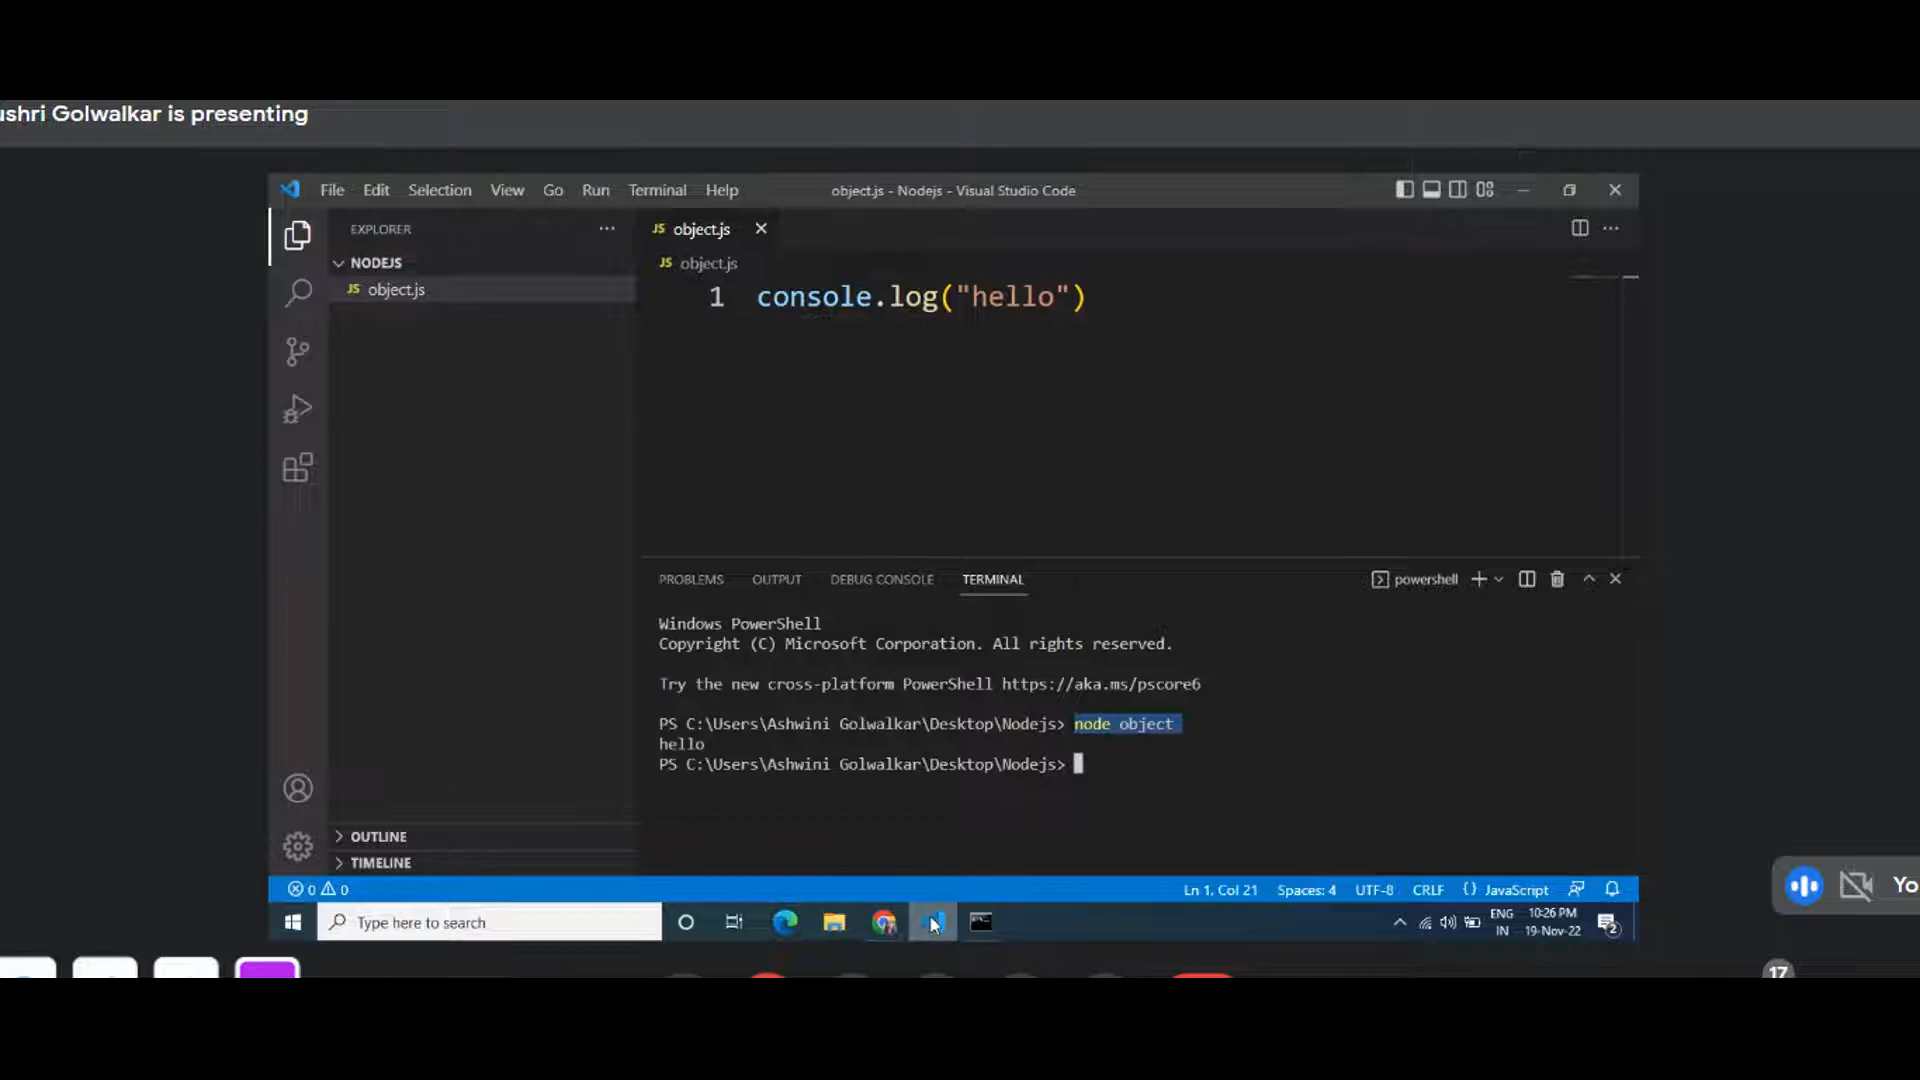 ushri Golwalkar is presenting
File Edit Selection View Go Run Terminal Help
object.js - Nodejs - Visual Studio Code
EXPLORER
JS object.js
NODEJS
JS object.js
JS object.js
1 console.log("hello")
PROBLEMS OUTPUT DEBUG CONSOLE TERMINAL
powershell
Windows PowerShell
Copyright (C) Microsoft Corporation. All rights reserved.
Try the new cross-platform PowerShell https://aka.ms/pscore6
PS C:\Users\Ashwini Golwalkar\Desktop\Nodejs> node object
hello
PS C:\Users\Ashwini Golwalkar\Desktop\Nodejs>
OUTLINE
TIMELINE
0 0
Ln 1, Col 21 Spaces: 4 UTF-8 CRLF {} JavaScript
Yo
Type here to search
ENG
IN
10:26 PM
19-Nov-22
2
17